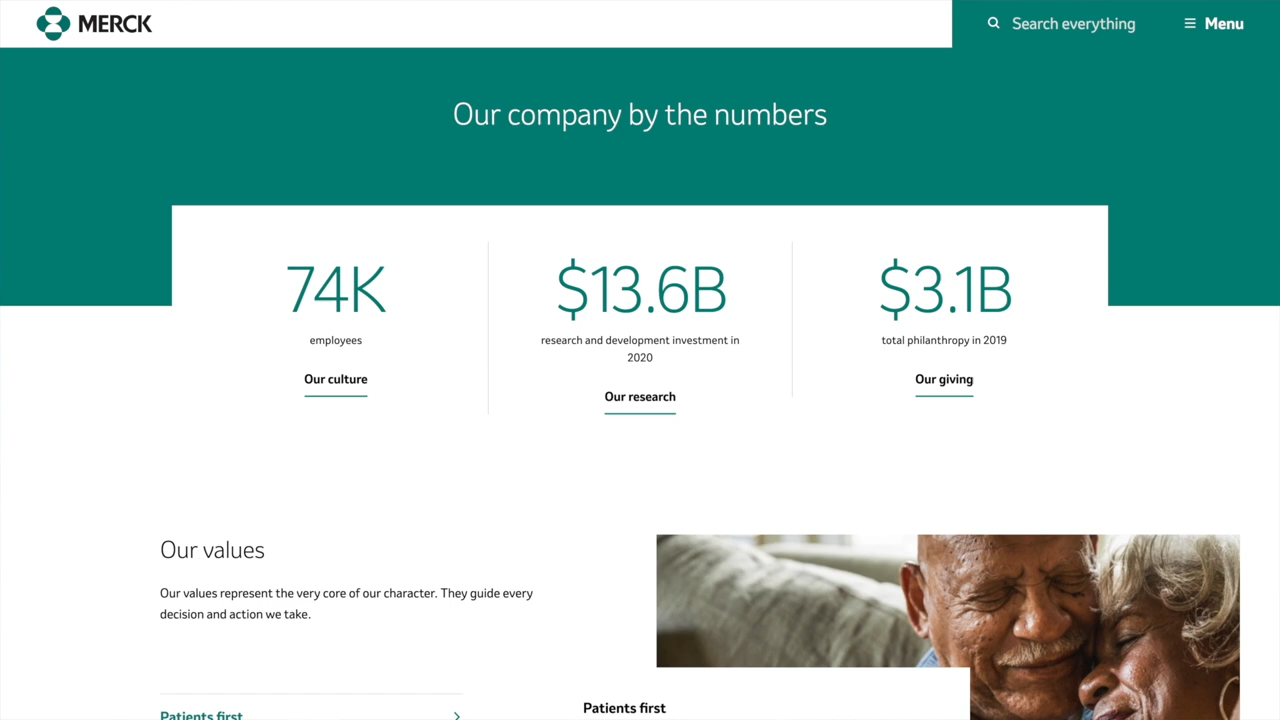 MERCK
Search everything
Menu
Our company by the numbers
74K
employees
Our culture
$13.6B
research and development investment in
2020
Our research
$3.1B
total philanthropy in 2019
Our giving
Our values
Our values represent the very core of our character. They guide every
decision and action we take.
Patients first
Patients first